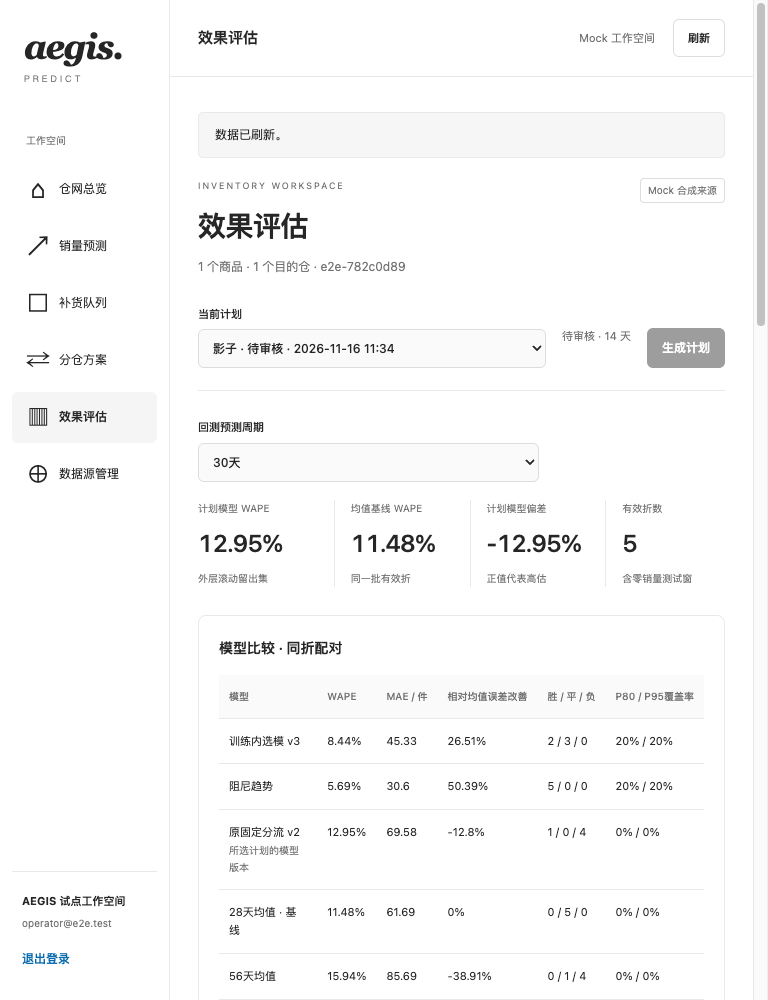 aegis.
PREDICT
工作空间
仓网总览
销量预测
补货队列
分仓方案
效果评估
数据源管理
AEGIS 试点工作空间
operator@e2e.test
退出登录
效果评估
Mock 工作空间
刷新
数据已刷新。
INVENTORY WORKSPACE
Mock 合成来源
效果评估
1 个商品 · 1 个目的仓 · e2e-782c0d89
当前计划
影子 · 待审核 · 2026-11-16 11:34
待审核 · 14 天
生成计划
回测预测周期
30天
计划模型 WAPE
12.95%
外层滚动留出集
均值基线 WAPE
11.48%
同一批有效折
计划模型偏差
-12.95%
正值代表高估
有效折数
5
含零销量测试窗
模型比较 · 同折配对
模型 WAPE MAE / 件 相对均值误差改善 胜 / 平 / 负 P80 / P95覆盖率
训练内选模 v3 8.44% 45.33 26.51% 2 / 3 / 0 20% / 20%
阻尼趋势 5.69% 30.6 50.39% 5 / 0 / 0 20% / 20%
原固定分流 v2 12.95% 69.58 -12.8% 1 / 0 / 4 0% / 0%
所选计划的模型
版本
28天均值 · 基 11.48% 61.69 0% 0 / 5 / 0 0% / 0%
线
56天均值 15.94% 85.69 -38.91% 0 / 1 / 4 0% / 0%